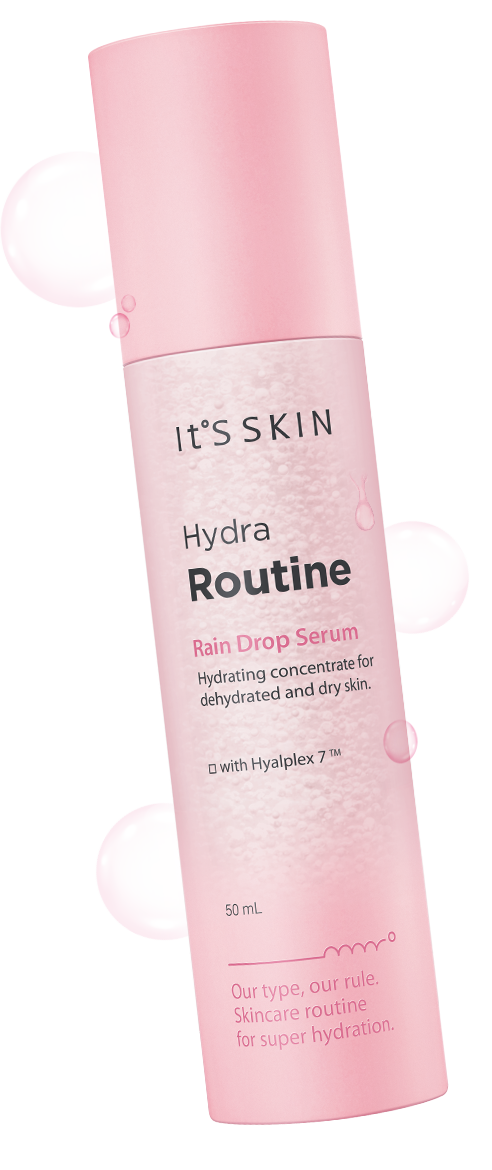 It°S SKIN
Hydra
Routine
Rain Drop Serum
Hydrating concentrate for
dehydrated and dry skin.
□ with Hyalplex 7™
50 mL
Our type, our rule.
Skincare routine
for super hydration.